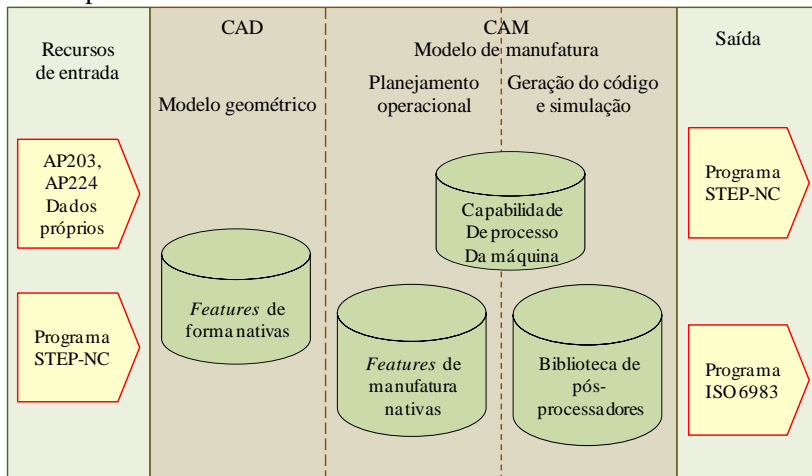 Recursos
de entrada
CAD
CAM
Modelo de manufatura
Saída
Modelo geométrico
Planejamento
operacional
Geração do código
e simulação
AP203,
AP224
Dados
próprios
Programa
STEP-NC
Features de
forma nativas
Capabilidade
De processo
Da máquina
Features de
manufatura
nativas
Biblioteca de
pós-
processadores
Programa
STEP-NC
Programa
ISO 6983